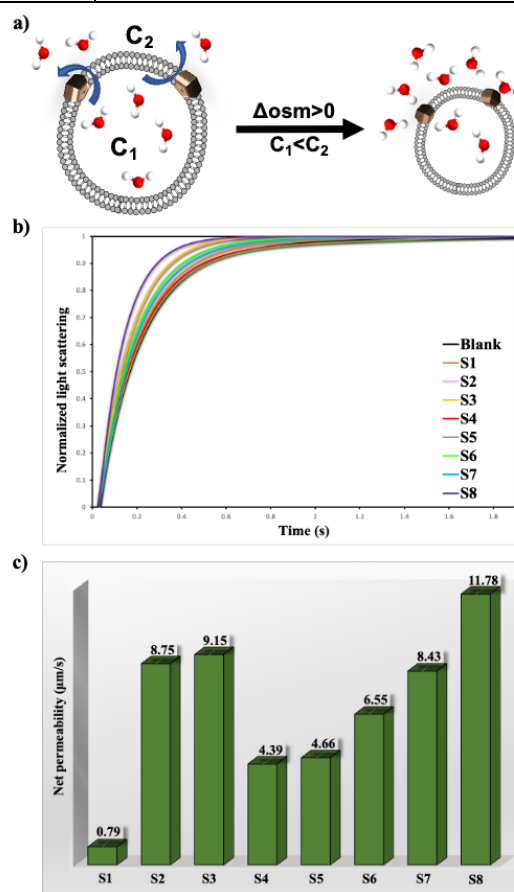 a)
C2
C1
Δosm>0
C1<C2
b)
Normalized light scattering
1
0.9
0.8
0.7
0.6
0.5
0.4
0.3
0.2
0.1
0
0 0.2 0.4 0.6 0.8 1 1.2 1.4 1.6 1.8
Time (s)
Blank
S1
S2
S3
S4
S5
S6
S7
S8
c)
Net permeability (µm/s)
0.79 8.75 9.15 4.39 4.66 6.55 8.43 11.78
S1 S2 S3 S4 S5 S6 S7 S8